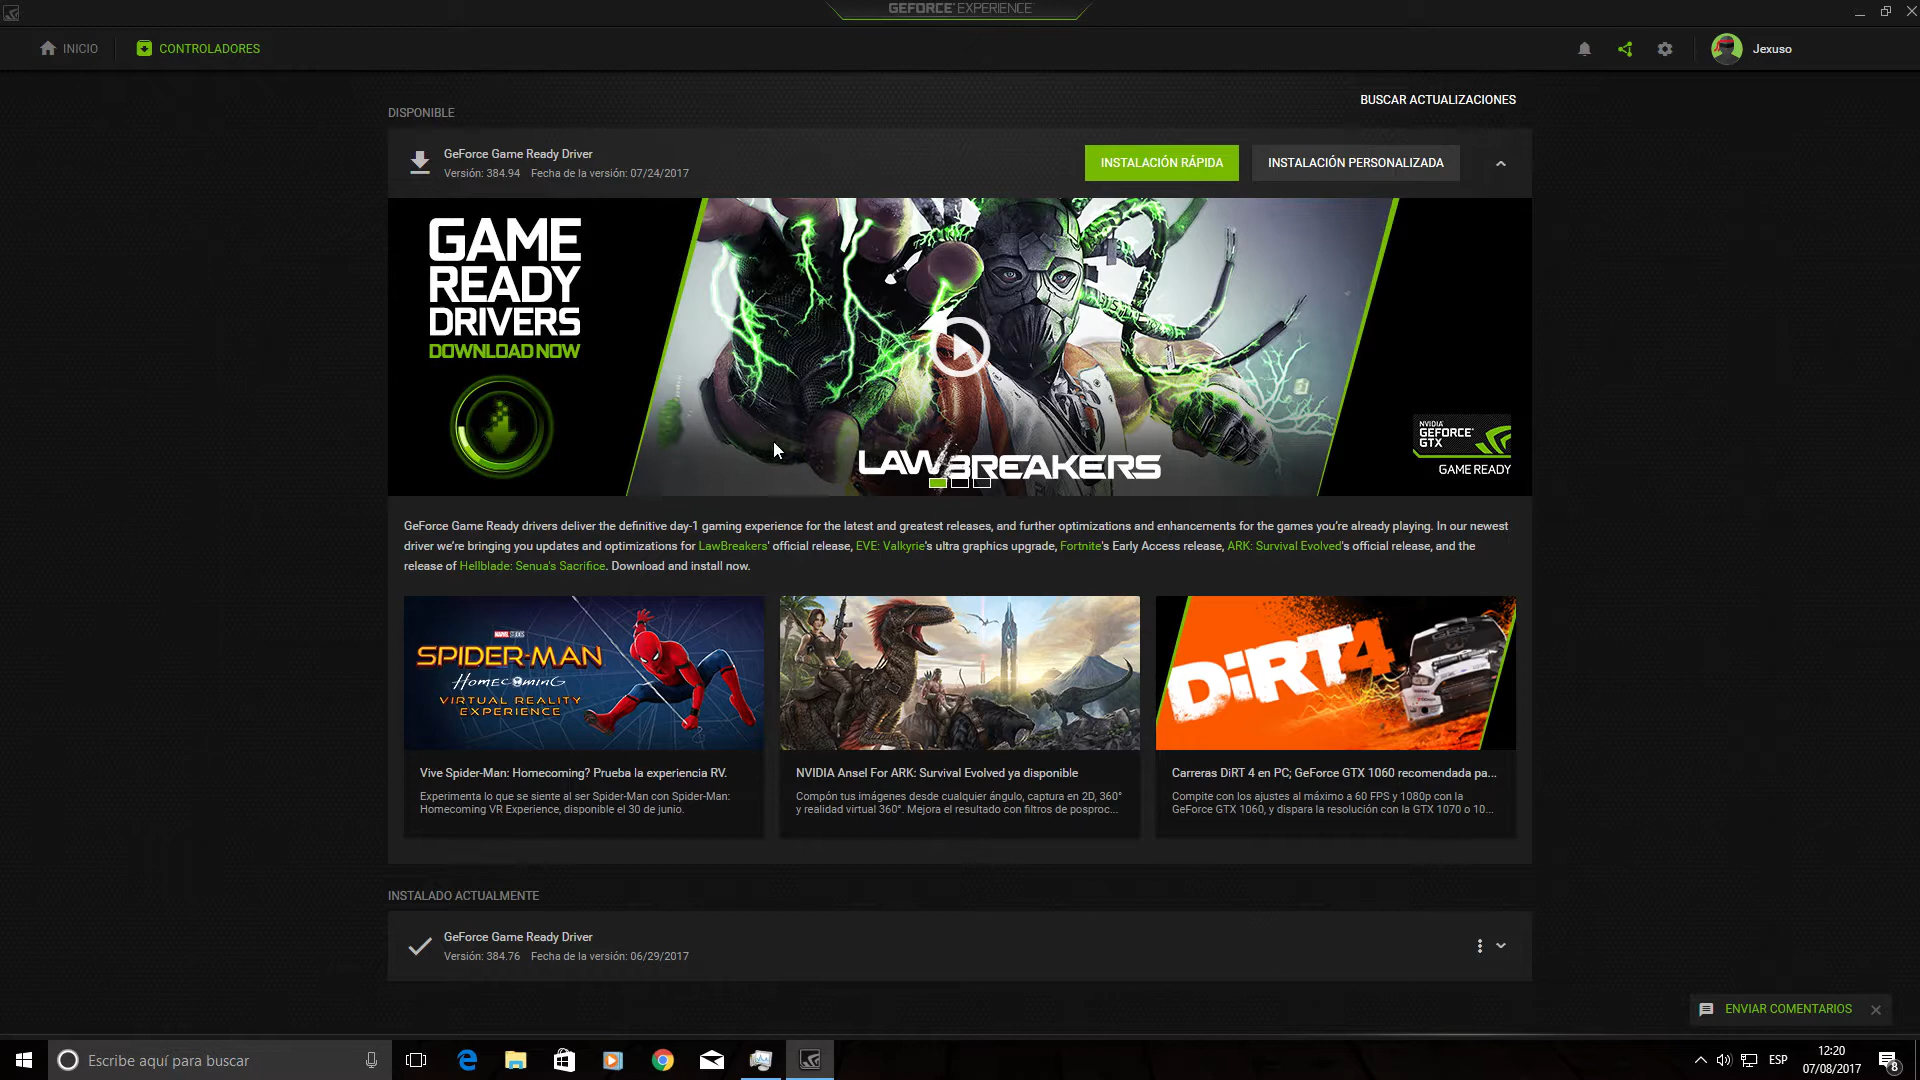 GEFORCE® EXPERIENCE™
INICIO
CONTROLADORES
Jexuso
BUSCAR ACTUALIZACIONES
DISPONIBLE
GeForce Game Ready Driver
Versión: 384.94 Fecha de la versión: 07/24/2017
INSTALACIÓN RÁPIDA
INSTALACIÓN PERSONALIZADA
GAME
READY
DRIVERS
DOWNLOAD NOW
LAWBREAKERS
NVIDIA
GEFORCE®
GTX
GAME READY
GeForce Game Ready drivers deliver the definitive day-1 gaming experience for the latest and greatest releases, and further optimizations and enhancements for the games you're already playing. In our newest
driver we're bringing you updates and optimizations for LawBreakers' official release, EVE: Valkyrie's ultra graphics upgrade, Fortnite's Early Access release, ARK: Survival Evolved's official release, and the
release of Hellblade: Senua's Sacrifice. Download and install now.
MARVEL STUDIOS
SPIDER-MAN
HOMECOMING
VIRTUAL REALITY
EXPERIENCE
DiRT4
Vive Spider-Man: Homecoming? Prueba la experiencia RV.
Experimenta lo que se siente al ser Spider-Man con Spider-Man:
Homecoming VR Experience, disponible el 30 de junio.
NVIDIA Ansel For ARK: Survival Evolved ya disponible
Compón tus imágenes desde cualquier ángulo, captura en 2D, 360°
y realidad virtual 360°. Mejora el resultado con filtros de posproc...
Carreras DiRT 4 en PC; GeForce GTX 1060 recomendada pa...
Compite con los ajustes al máximo a 60 FPS y 1080p con la
GeForce GTX 1060, y dispara la resolución con la GTX 1070 o 10...
INSTALADO ACTUALMENTE
GeForce Game Ready Driver
Versión: 384.76 Fecha de la versión: 06/29/2017
ENVIAR COMENTARIOS
Escribe aquí para buscar
ESP
12:20
07/08/2017
8